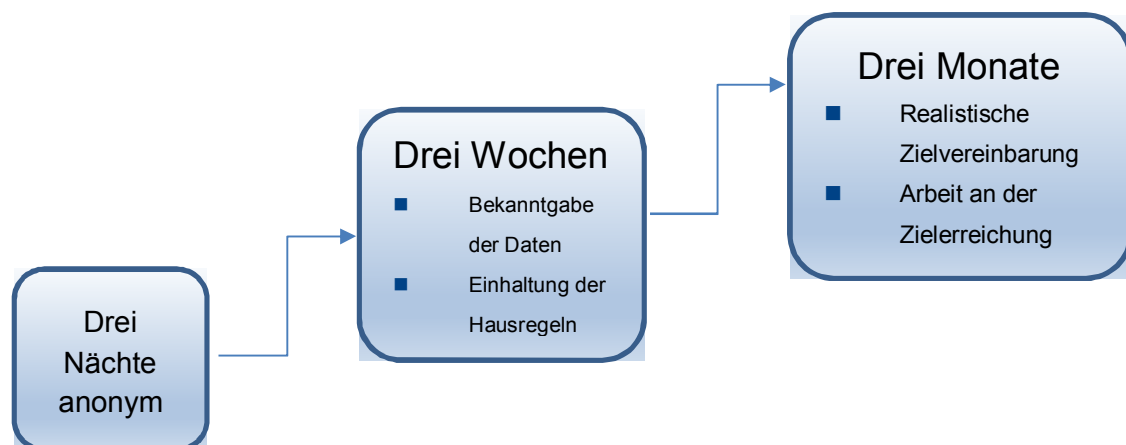 Drei
Nächte
anonym
Drei Wochen
■ Bekanntgabe
der Daten
■ Einhaltung der
Hausregeln
Drei Monate
■ Realistische
Zielvereinbarung
■ Arbeit an der
Zielerreichung